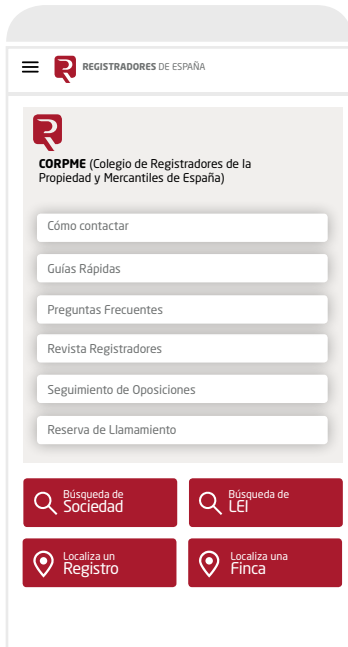 REGISTRADORES DE ESPAÑA
CORPME (Colegio de Registradores de la
Propiedad y Mercantiles de España)
Cómo contactar
Guías Rápidas
Preguntas Frecuentes
Revista Registradores
Seguimiento de Oposiciones
Reserva de Llamamiento
Búsqueda de
Sociedad
Búsqueda de
LEI
Localiza un
Registro
Localiza una
Finca